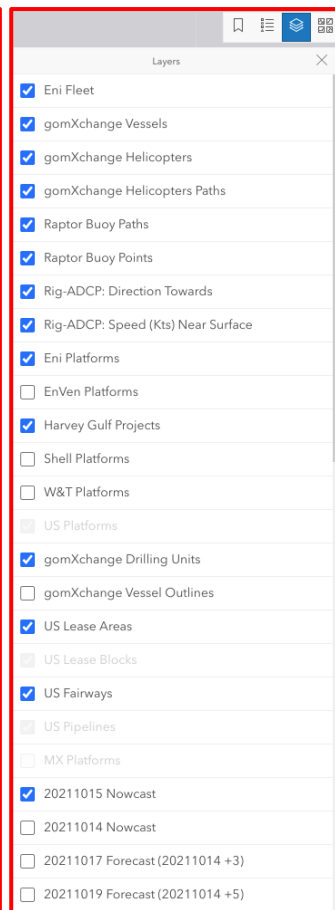 Layers
Eni Fleet
gomXchange Vessels
gomXchange Helicopters
gomXchange Helicopters Paths
Raptor Buoy Paths
Raptor Buoy Points
Rig-ADCP: Direction Towards
Rig-ADCP: Speed (Kts) Near Surface
Eni Platforms
EnVen Platforms
Harvey Gulf Projects
Shell Platforms
W&T Platforms
US Platforms
gomXchange Drilling Units
gomXchange Vessel Outlines
US Lease Areas
US Lease Blocks
US Fairways
US Pipelines
MX Platforms
20211015 Nowcast
20211014 Nowcast
20211017 Forecast (20211014 +3)
20211019 Forecast (20211014 +5)